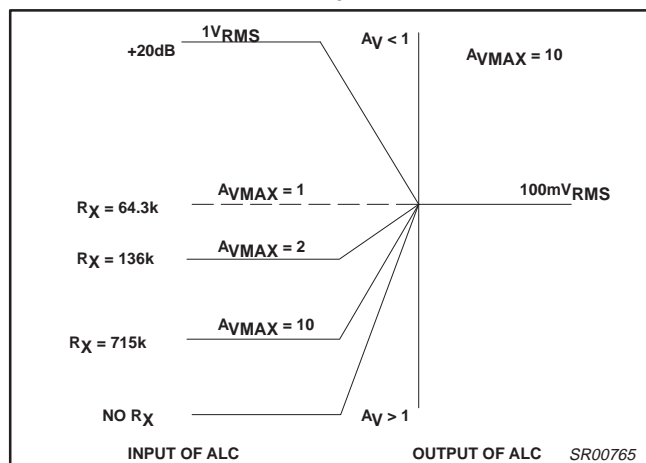 1VRMS
+20dB
AV < 1
AVMAX = 10
AVMAX = 1
100mVRMS
RX = 64.3k
AVMAX = 2
RX = 136k
AVMAX = 10
RX = 715k
NO RX
AV > 1
INPUT OF ALC
OUTPUT OF ALC
SR00765